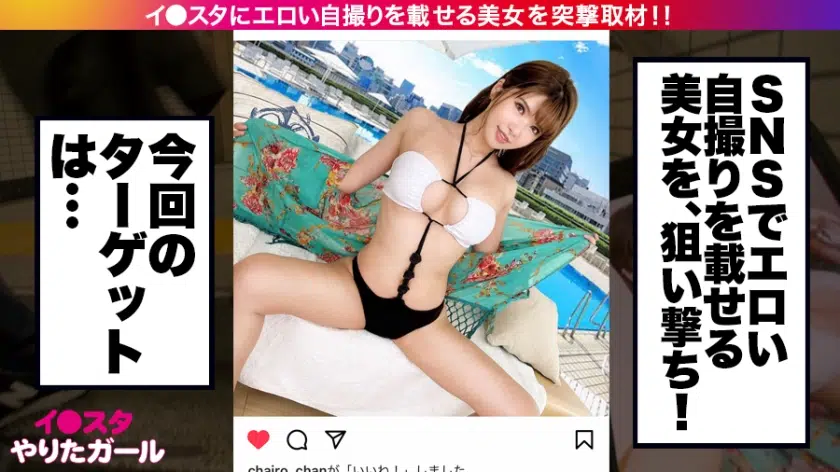 イ●スタにエロい自撮りを載せる美女を突撃取材!!
SNSでエロい
自撮りを載せる
美女を、狙い撃ち!
今回の
ターゲット
は…
イ●スタ
やりたガール
chairo_chanが「いいね!」しました